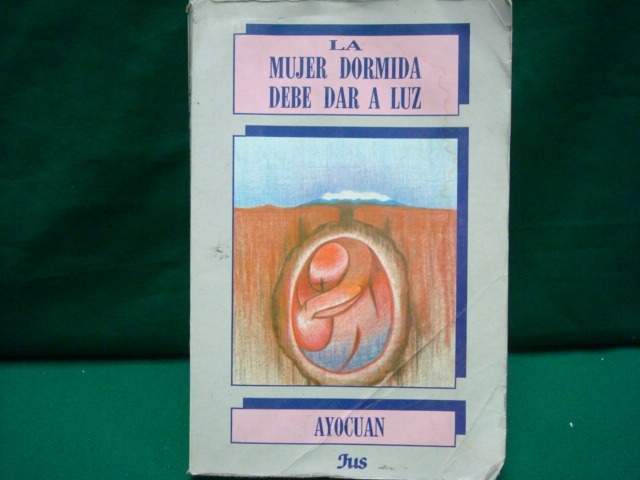 LA
MUJER DORMIDA
DEBE DAR A LUZ
AYOCUAN
Jus